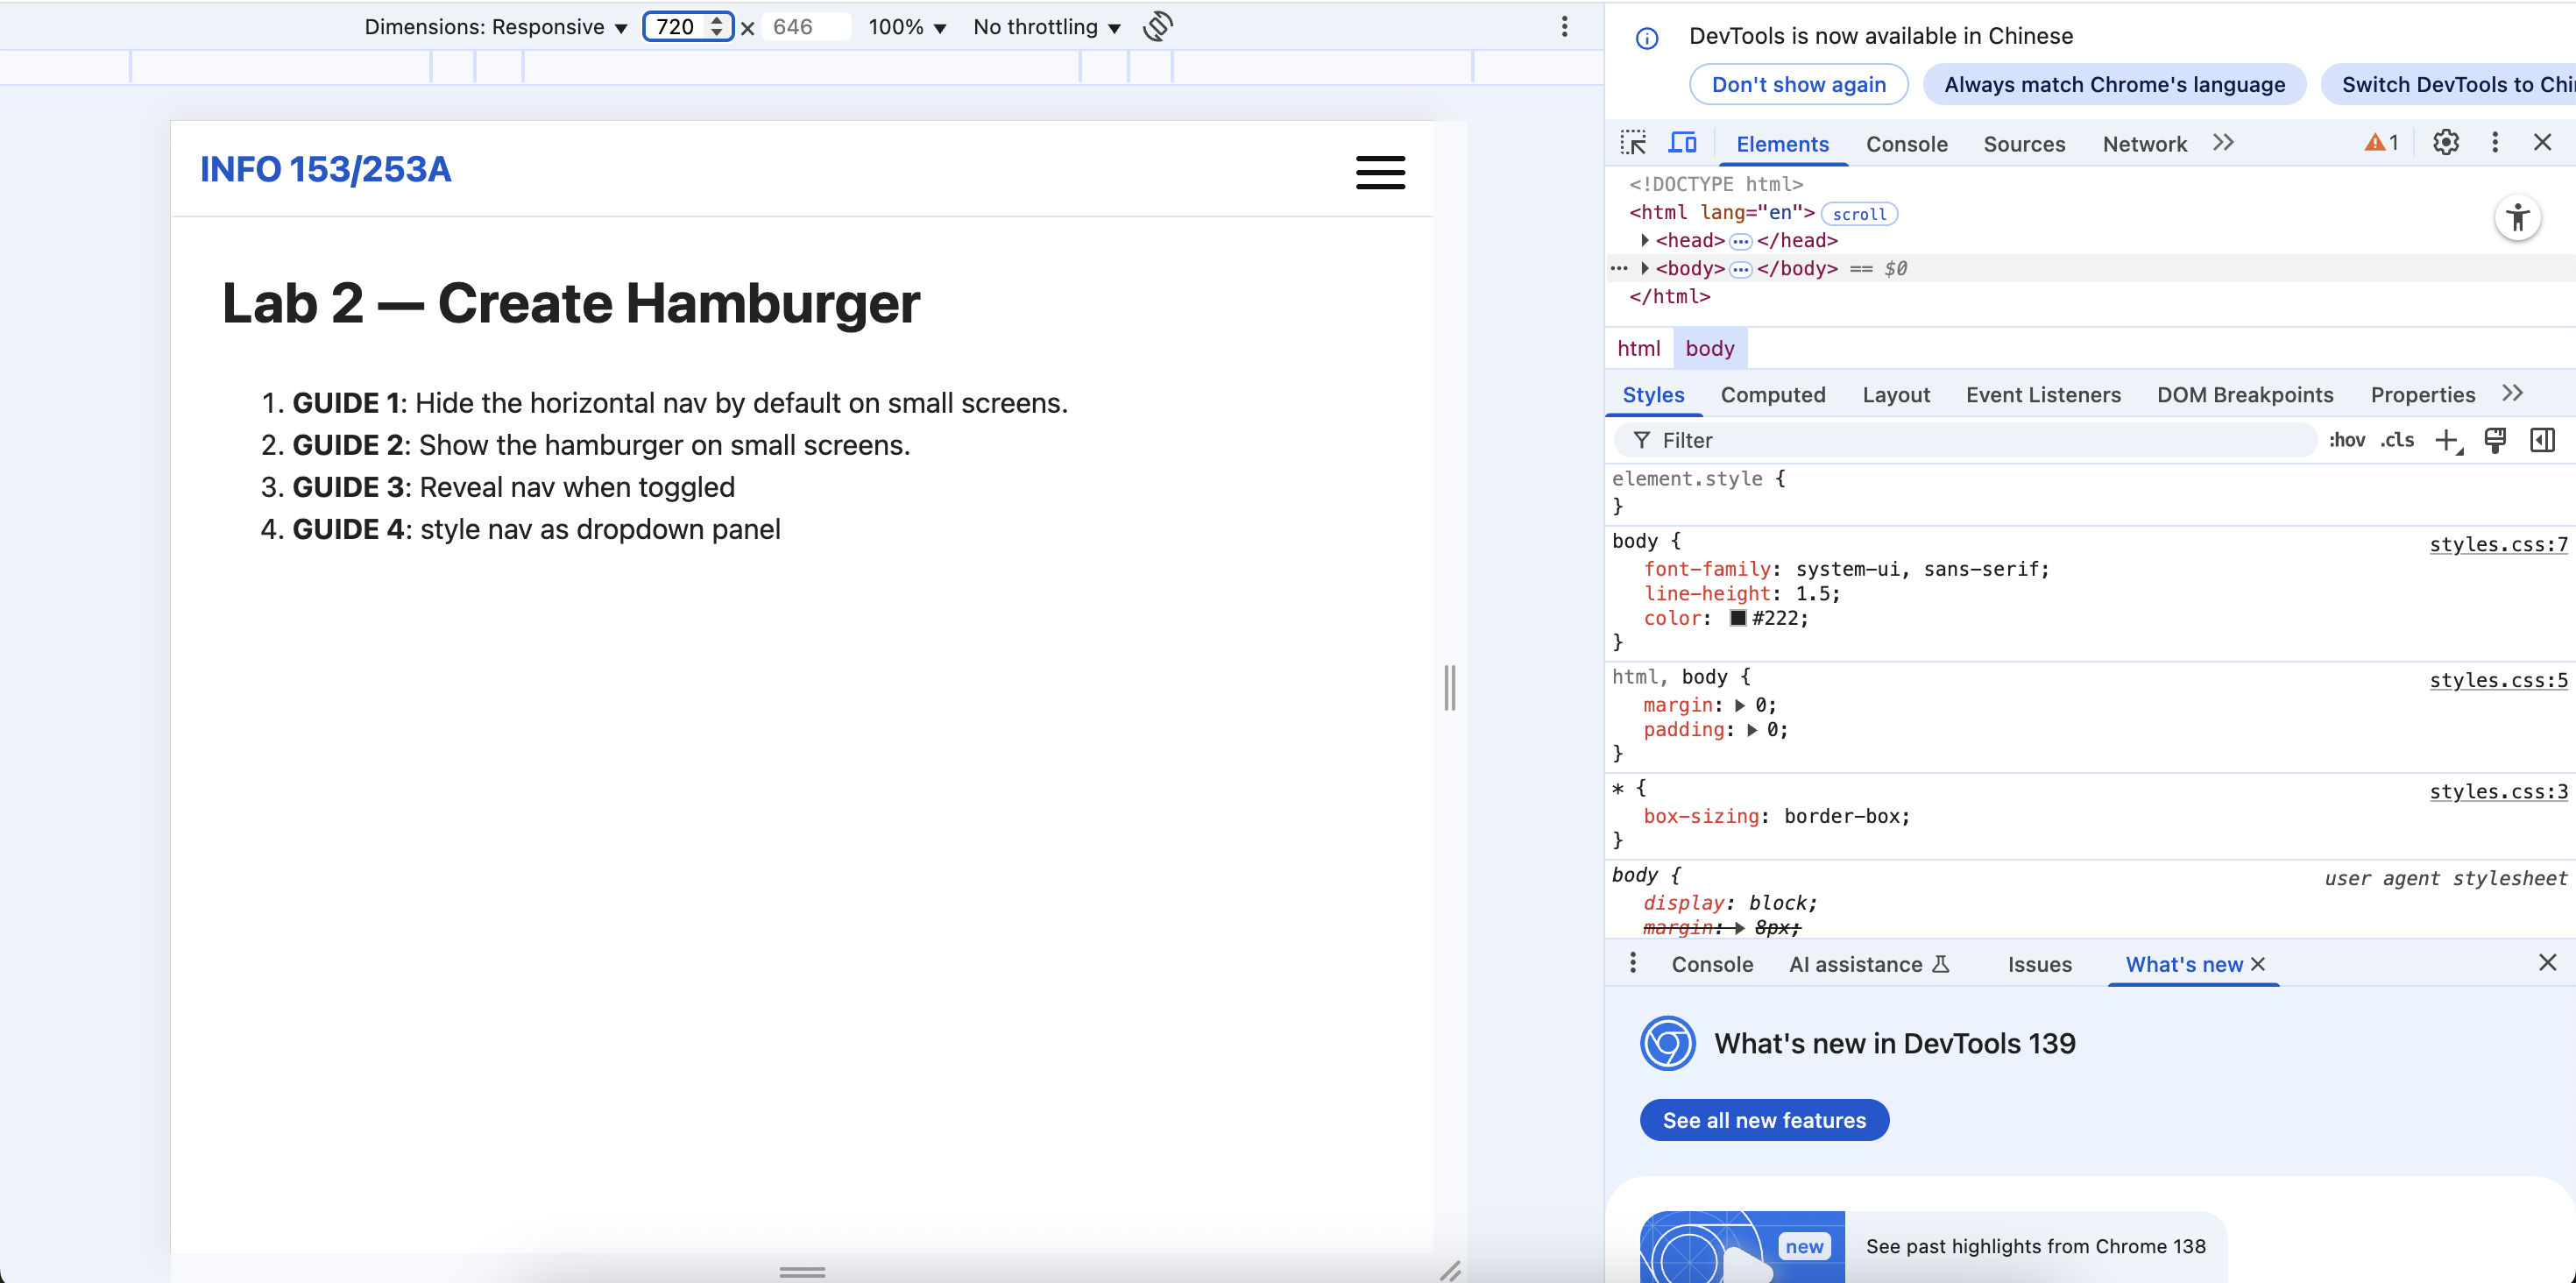 Dimensions: Responsive ▼ 720 × 646 100% ▼ No throttling ▼
INFO 153/253A
Lab 2 — Create Hamburger
1. GUIDE 1: Hide the horizontal nav by default on small screens.
2. GUIDE 2: Show the hamburger on small screens.
3. GUIDE 3: Reveal nav when toggled
4. GUIDE 4: style nav as dropdown panel
DevTools is now available in Chinese
Don't show again Always match Chrome's language Switch DevTools to Chi
Elements Console Sources Network 1
<!DOCTYPE html>
<html lang="en"> scroll
<head> </head>
<body> </body> == $0
</html>
html body
Styles Computed Layout Event Listeners DOM Breakpoints Properties
Filter :hov .cls
element.style {
}
body { styles.css:7
font-family: system-ui, sans-serif;
line-height: 1.5;
color: #222;
}
html, body { styles.css:5
margin: 0;
padding: 0;
}
* { styles.css:3
box-sizing: border-box;
}
body { user agent stylesheet
display: block;
margin: 8px;
Console AI assistance Issues What's new
What's new in DevTools 139
See all new features
new See past highlights from Chrome 138